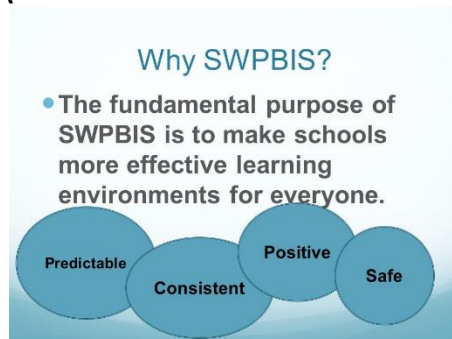 Why SWPBIS?
The fundamental purpose of
SWPBIS is to make schools
more effective learning
environments for everyone.
Predictable
Consistent
Positive
Safe